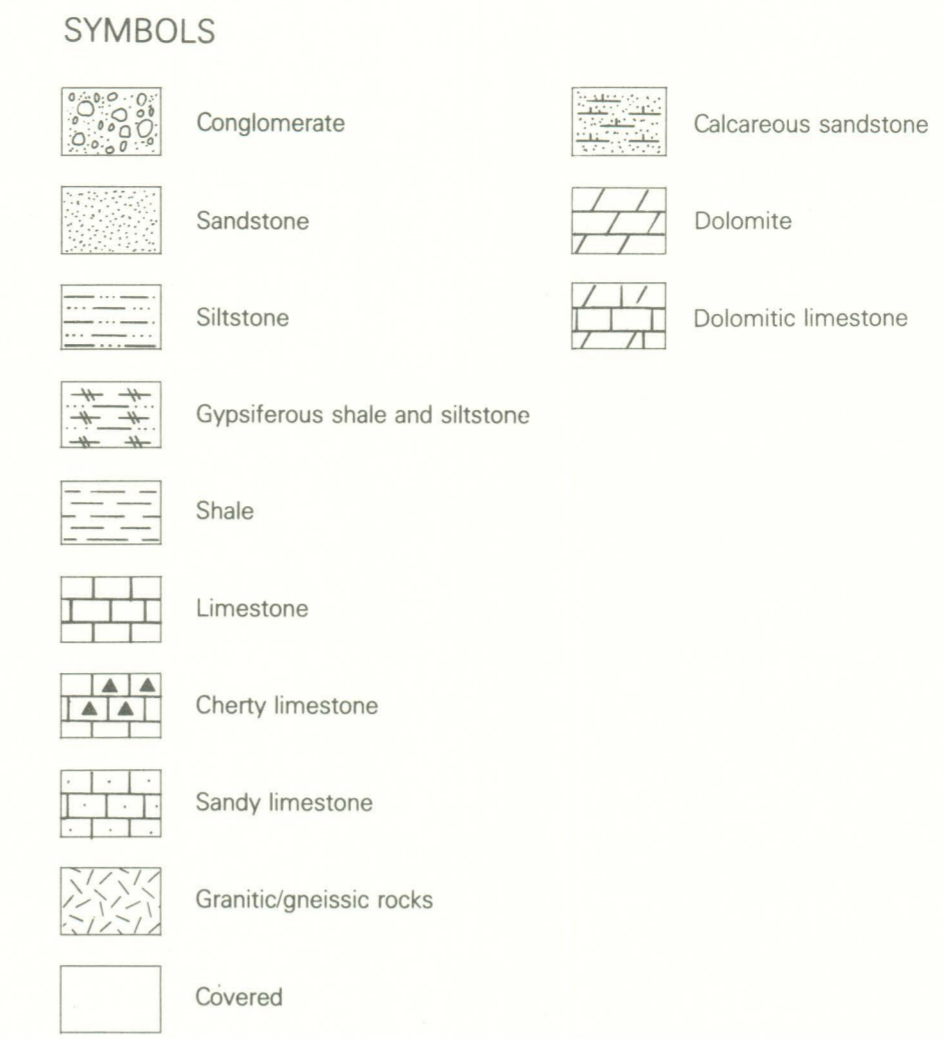 SYMBOLS
Conglomerate
Sandstone
Siltstone
Gypsiferous shale and siltstone
Shale
Limestone
Cherty limestone
Sandy limestone
Granitic/gneissic rocks
Covered
Calcareous sandstone
Dolomite
Dolomitic limestone